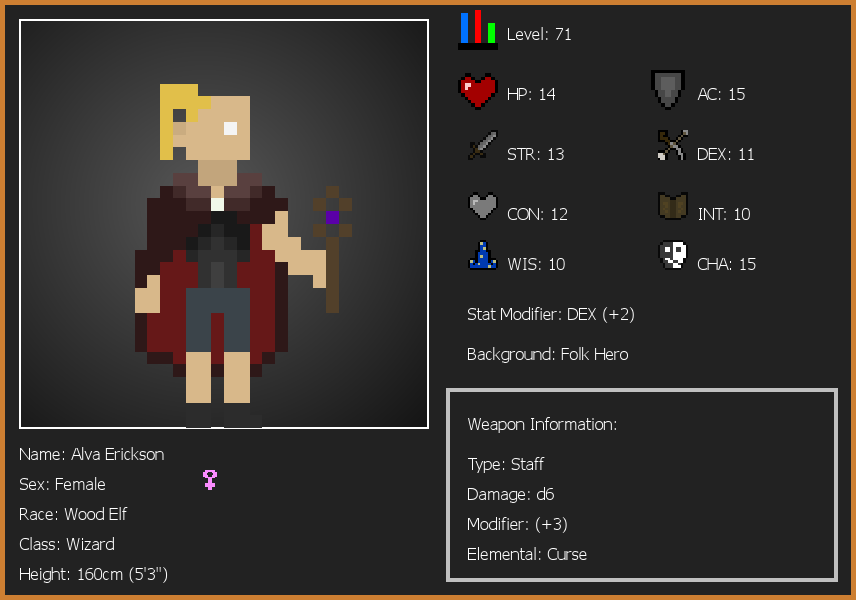 Level: 71
HP: 14
AC: 15
STR: 13
DEX: 11
CON: 12
INT: 10
WIS: 10
CHA: 15
Stat Modifier: DEX (+2)
Background: Folk Hero
Weapon Information:
Type: Staff
Damage: d6
Modifier: (+3)
Elemental: Curse
Name: Alva Erickson
Sex: Female
Race: Wood Elf
Class: Wizard
Height: 160cm (5'3")